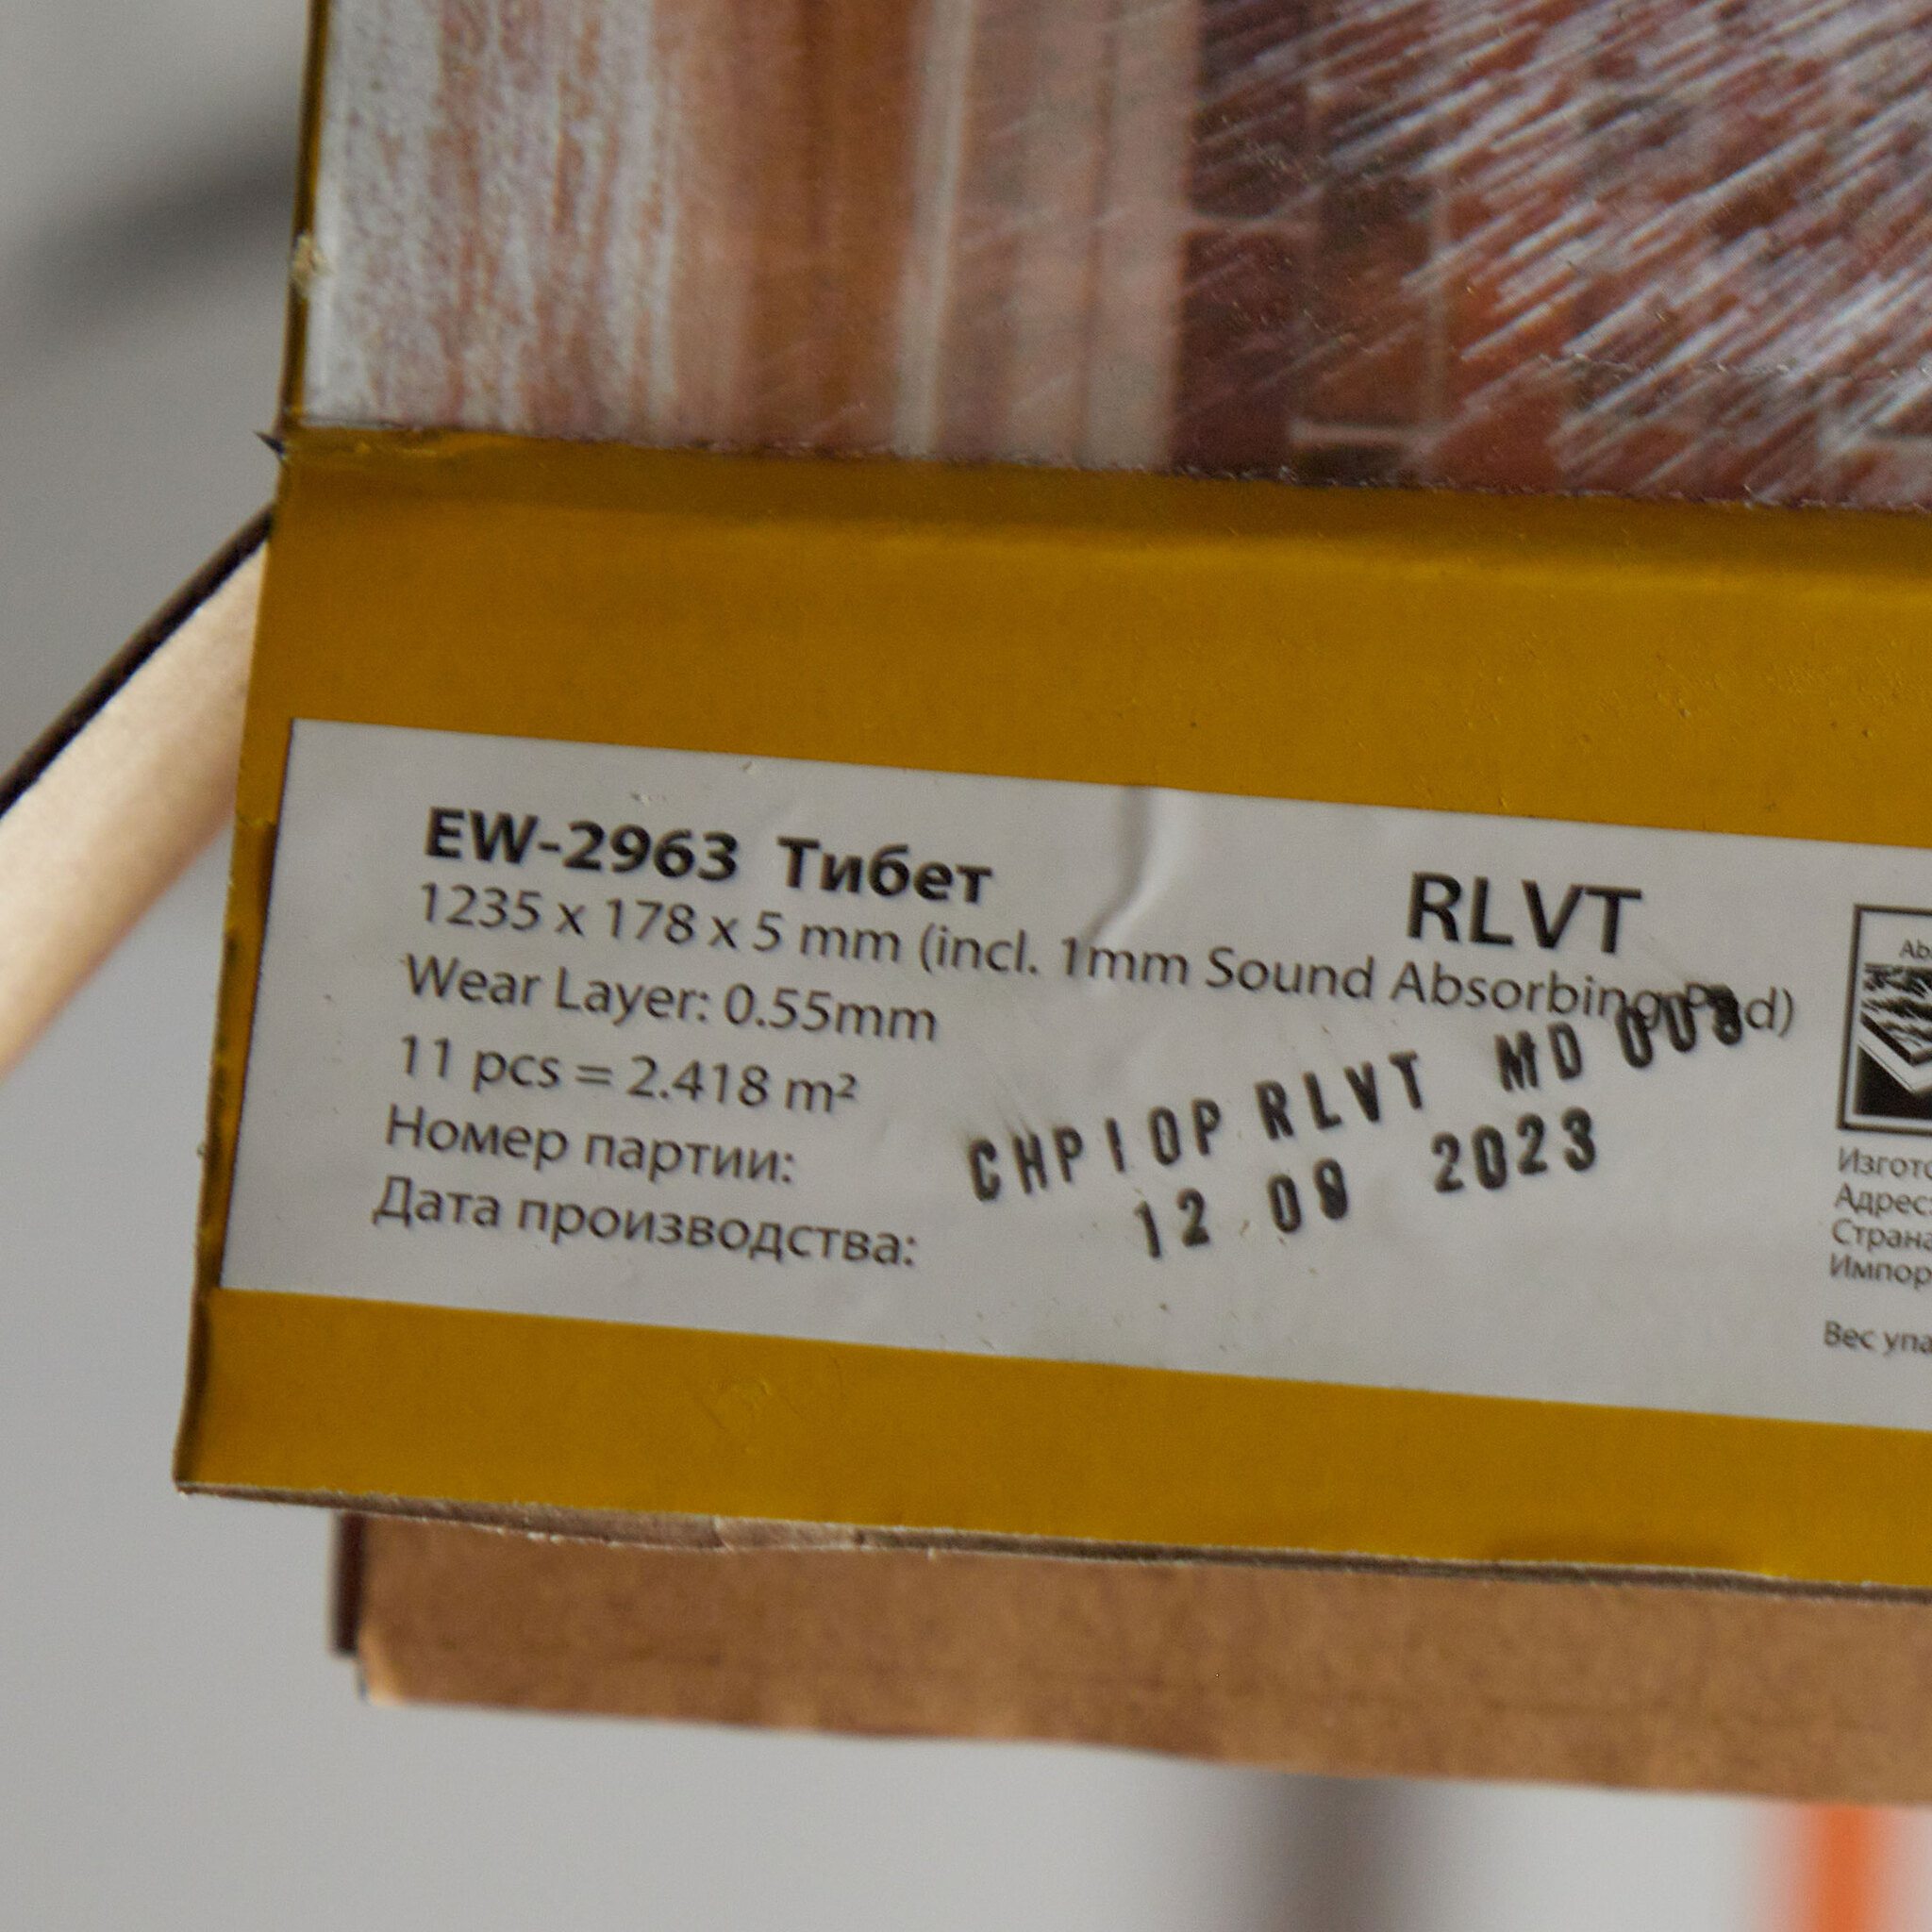 EW-2963 Тибет
RLVT
1235 x 178 x 5 mm (incl. 1mm Sound Absorbing Pad)
Wear Layer: 0.55mm
11 pcs = 2.418 m²
Номер партии: CHP10P RLVT MD
Дата производства: 12 09 2023